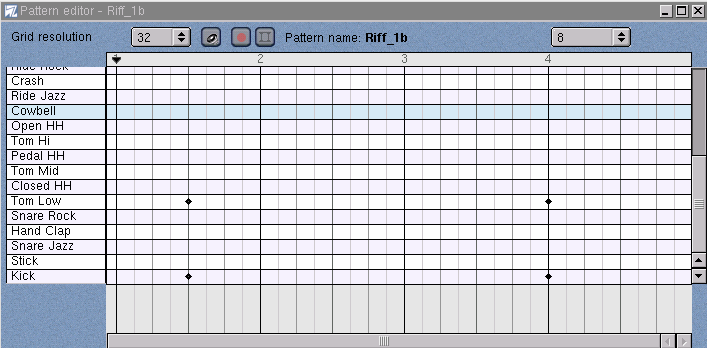 Pattern editor - Riff_1b
Grid resolution 32 Pattern name: Riff_1b 8
2 3 4
Ride Rock
Crash
Ride Jazz
Cowbell
Open HH
Tom Hi
Pedal HH
Tom Mid
Closed HH
Tom Low
Snare Rock
Hand Clap
Snare Jazz
Stick
Kick